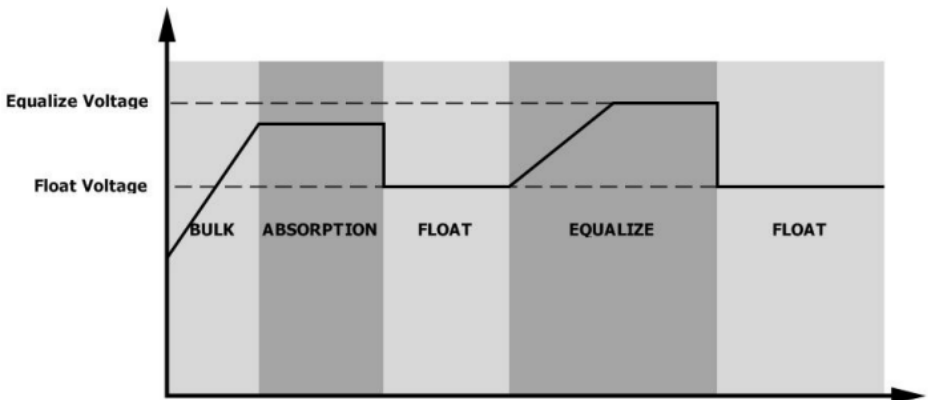 Equalize Voltage
Float Voltage
BULK ABSORPTION FLOAT EQUALIZE FLOAT